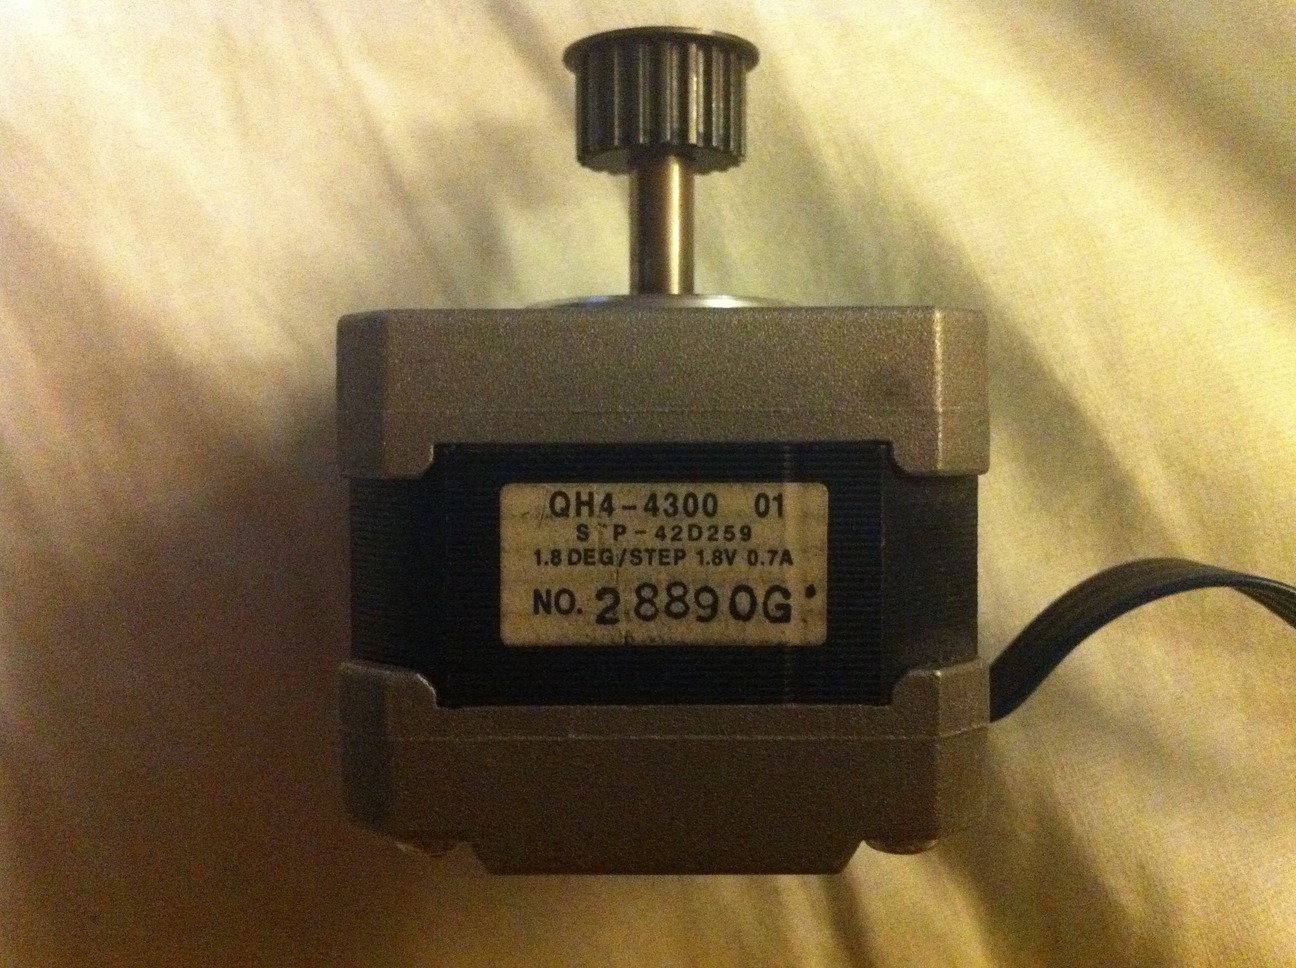 QH4-4300 01
S P-42D259
1.8 DEG/STEP 1.8V 0.7A
NO. 28890G